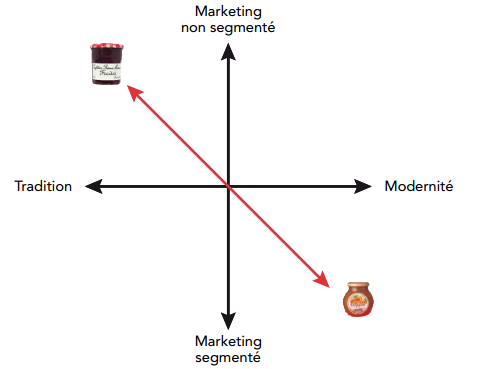 Marketing
non segmenté
Tradition
Modernité
Marketing
segmenté